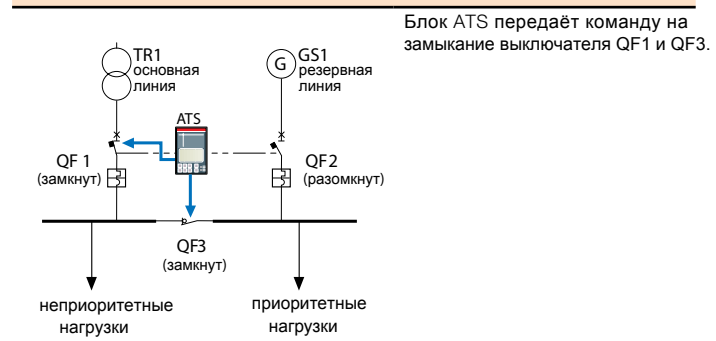 Блок ATS передаёт команду на
замыкание выключателя QF1 и QF3.
TR1
основная
линия
G
GS1
резервная
линия
ATS
QF 1
(замкнут)
QF2
(разомкнут)
QF3
(замкнут)
неприоритетные
нагрузки
приоритетные
нагрузки